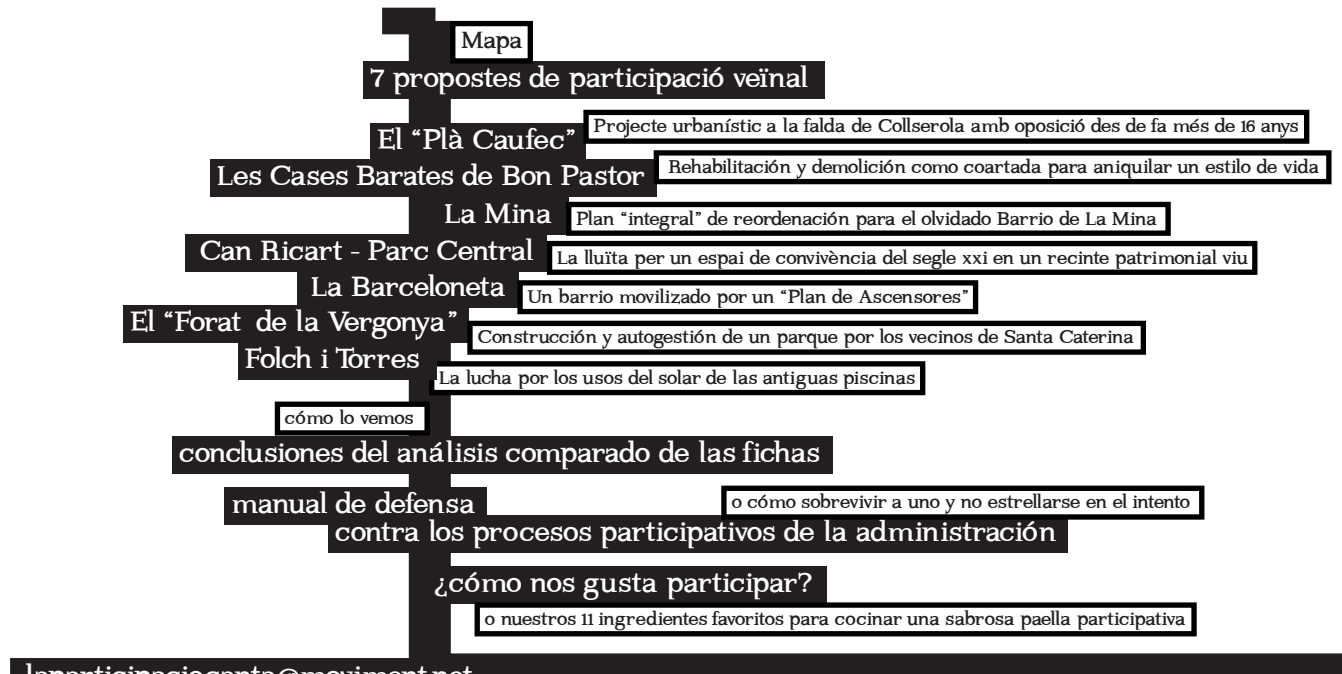 Mapa
7 propostes de participació veïnal
El “Plà Caufec”
Projecte urbanístic a la falda de Collserola amb oposició des de fa més de 16 anys
Les Cases Barates de Bon Pastor
Rehabilitación y demolición como coartada para aniquilar un estilo de vida
La Mina
Plan “integral” de reordenación para el olvidado Barrio de La Mina
Can Ricart - Parc Central
La lluïta per un espai de convivència del segle xxi en un recinte patrimonial viu
La Barceloneta
Un barrio movilizado por un “Plan de Ascensores”
El “Forat de la Vergonya”
Construcción y autogestión de un parque por los vecinos de Santa Caterina
Folch i Torres
La lucha por los usos del solar de las antiguas piscinas
cómo lo vemos
conclusiones del análisis comparado de las fichas
manual de defensa
o cómo sobrevivir a uno y no estrellarse en el intento
contra los procesos participativos de la administración
¿cómo nos gusta participar?
o nuestros 11 ingredientes favoritos para cocinar una sabrosa paella participativa